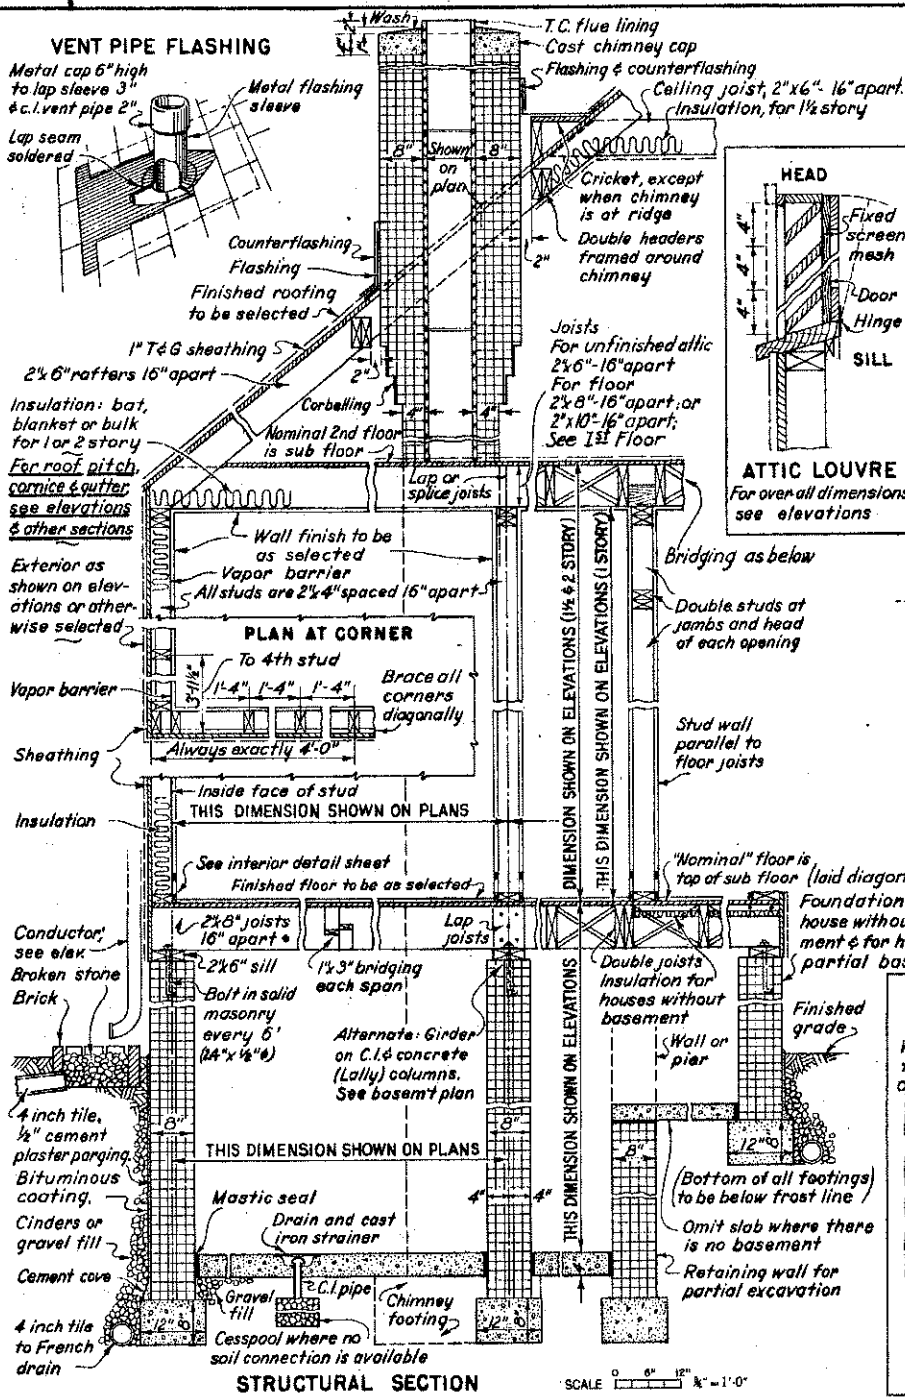 VENT PIPE FLASHING
Metal cap 6" high
to lap sleeve 3"
& c.I. vent pipe 2"
Metal flashing
sleeve
Lap seam
soldered
Wash
T.C. flue lining
Cast chimney cap
Flashing & counterflashing
Ceiling joist, 2"x6"- 16" apart.
Insulation, for 1½ story
8"
Shown
on
plan
8"
Cricket, except
when chimney
is at ridge
Double headers
framed around
chimney
2"
Counterflashing
Flashing
Finished roofing
to be selected
1" T&G sheathing
2"x6" rafters 16" apart
2"
Corbelling
4"
4"
Joists
For unfinished attic
2"x6"-16" apart
For floor
2"x8"-16" apart; or
2"x10"-16" apart;
See 1st Floor
HEAD
4"
4"
4"
Fixed
screen
mesh
Door
Hinge
SILL
ATTIC LOUVRE
For over all dimensions
see elevations
Insulation: bat,
blanket or bulk
for 1 or 2 story
For roof pitch,
cornice & gutter
see elevations
& other sections
Nominal 2nd floor
is sub floor
Lap or
splice joists
Bridging as below
Wall finish to be
as selected
Vapor barrier
All studs are 2"x4" spaced 16" apart
Exterior as
shown on elev-
ations or other-
wise selected
Double studs at
jambs and head
of each opening
PLAN AT CORNER
To 4th stud
3'-11½"
1'-4"
1'-4"
1'-4"
Brace all
corners
diagonally
Vapor barrier
Always exactly 4'-0"
Sheathing
Stud wall
parallel to
floor joists
Inside face of stud
THIS DIMENSION SHOWN ON PLANS
Insulation
DIMENSION SHOWN ON ELEVATIONS (1½ & 2 STORY)
THIS DIMENSION SHOWN ON ELEVATIONS (1 STORY)
See interior detail sheet
Finished floor to be as selected
"Nominal" floor is
top of sub floor (laid diagon
Foundation
house withou
ment & for h
partial bas
Conductor,
see elev.
Broken stone
Brick
2"x8" joists
16" apart
2"x6" sill
1"x3" bridging
each span
Lap
joists
Double joists
Insulation for
houses without
basement
Bolt in solid
masonry
every 6'
(24"x½"ø)
Alternate: Girder
on C.I. & concrete
(Lally) columns.
See basem't plan
Wall or
pier
Finished
grade
THIS DIMENSION SHOWN ON ELEVATIONS
4 inch tile,
½" cement
plaster parging.
Bituminous
coating.
Cinders or
gravel fill
Cement cove
4 inch tile
to French
drain
8"
8"
THIS DIMENSION SHOWN ON PLANS
8"
12"
8"
4"
4"
(Bottom of all footings
to be below frost line)
Omit slab where there
is no basement
Retaining wall for
partial excavation
Mastic seal
Drain and cast
iron strainer
C.I. pipe
Gravel
fill
Chimney
footing
12"
8"
12"
8"
Cesspool where no
soil connection is available
STRUCTURAL SECTION
SCALE 0 6" 12" ¾"=1'-0"